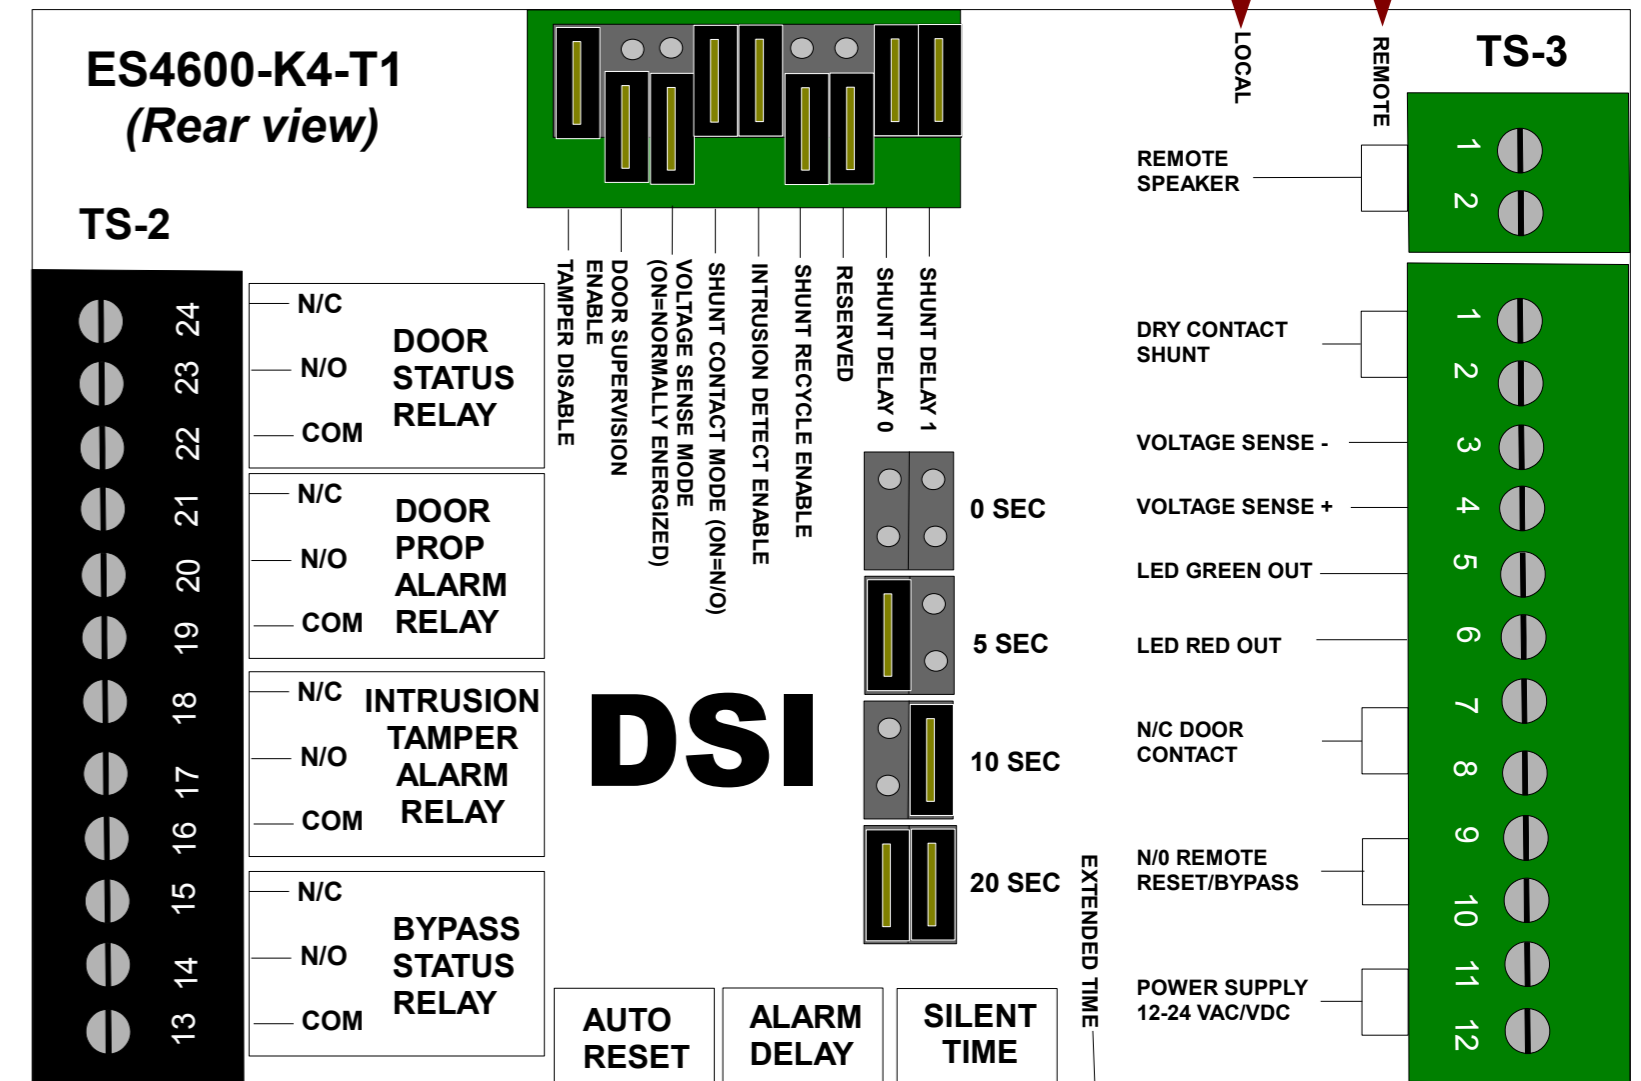 ES4600-K4-T1
(Rear view)
TS-2
24
23
22
21
20
19
18
17
16
15
14
13
N/C
N/O
COM
DOOR
STATUS
RELAY
N/C
N/O
COM
DOOR
PROP
ALARM
RELAY
N/C
N/O
COM
INTRUSION
TAMPER
ALARM
RELAY
N/C
N/O
COM
BYPASS
STATUS
RELAY
TAMPER DISABLE
DOOR SUPERVISION
ENABLE
VOLTAGE SENSE MODE
(ON=NORMALLY ENERGIZED)
SHUNT CONTACT MODE (ON=N/O)
INTRUSION DETECT ENABLE
SHUNT RECYCLE ENABLE
RESERVED
SHUNT DELAY 0
SHUNT DELAY 1
0 SEC
5 SEC
10 SEC
20 SEC
DSI
AUTO
RESET
ALARM
DELAY
SILENT
TIME
EXTENDED TIME
LOCAL
REMOTE
TS-3
REMOTE
SPEAKER
1
2
DRY CONTACT
SHUNT
VOLTAGE SENSE -
VOLTAGE SENSE +
LED GREEN OUT
LED RED OUT
N/C DOOR
CONTACT
N/0 REMOTE
RESET/BYPASS
POWER SUPPLY
12-24 VAC/VDC
1
2
3
4
5
6
7
8
9
10
11
12